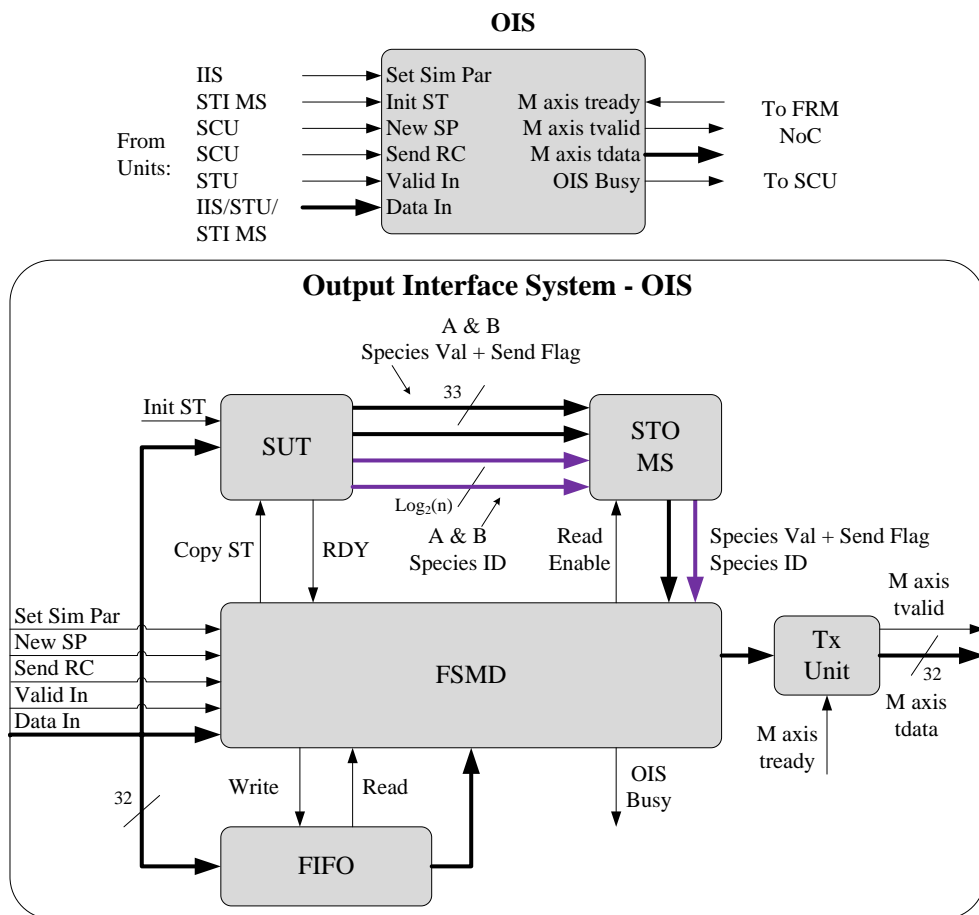 OIS
IIS
STI MS
SCU
SCU
STU
IIS/STU/
STI MS
From
Units:
Set Sim Par
Init ST
New SP
Send RC
Valid In
Data In
M axis tready
M axis tvalid
M axis tdata
OIS Busy
To FRM
NoC
To SCU
Output Interface System - OIS
A & B
Species Val + Send Flag
33
Init ST
SUT
STO
MS
Log2(n)
A & B
Species ID
Copy ST
RDY
Read
Enable
Species Val + Send Flag
Species ID
Set Sim Par
New SP
Send RC
Valid In
Data In
FSMD
Tx
Unit
M axis
tvalid
32
M axis
tdata
M axis
tready
32
Write
Read
OIS
Busy
FIFO